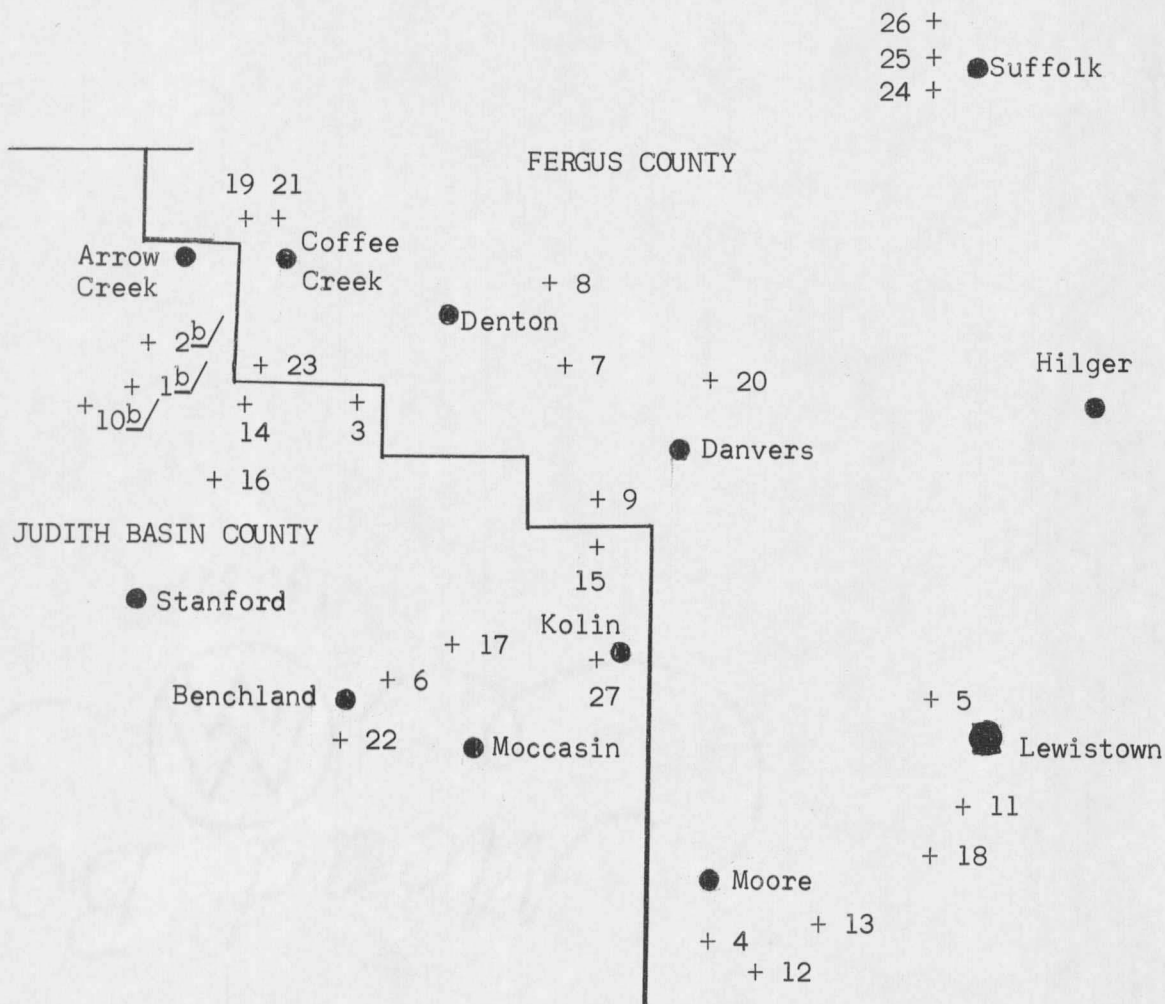 26 +
25 + Suffolk
24 +
FERGUS COUNTY
19 21
+ +
Arrow Creek
Coffee Creek
+ 8
Denton
+ 2b/
+ 23
+ 7
+ 20
Hilger
+ 1b/
+10b/
+
14
+
3
Danvers
+ 16
+ 9
JUDITH BASIN COUNTY
+
15
Stanford
Kolin
+ 17
+
27
+ 6
Benchland
+ 5
+ 22
Moccasin
Lewistown
+ 11
+ 18
Moore
+ 13
+ 4
+ 12